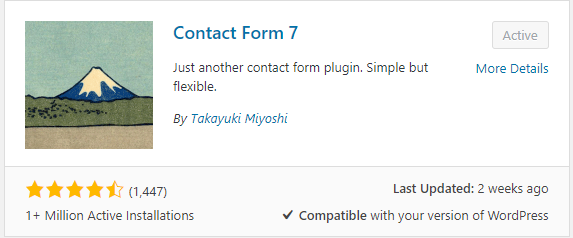 Contact Form 7
Active
Just another contact form plugin. Simple but
flexible.
More Details
By Takayuki Miyoshi
(1,447)
Last Updated: 2 weeks ago
1+ Million Active Installations
Compatible with your version of WordPress